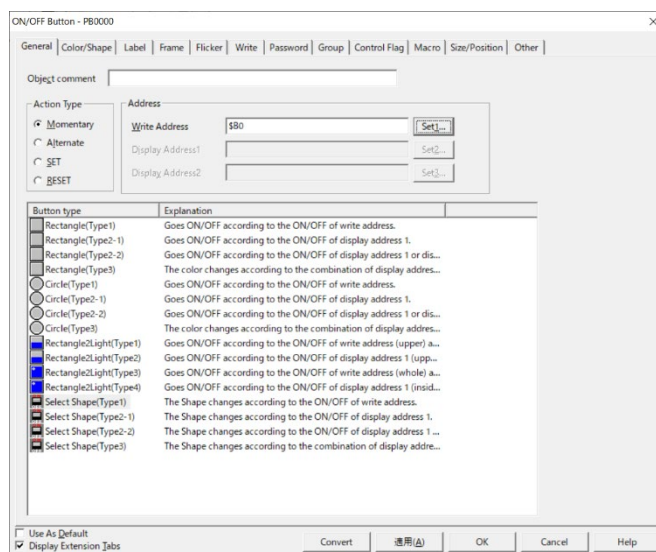 ON/OFF Button - PB0000
General Color/Shape Label Frame Flicker Write Password Group Control Flag Macro Size/Position Other
Object comment
Action Type
Address
Momentary
Write Address $B0 Set1...
Alternate
Display Address1 Set2...
SET
Display Address2 Set3...
RESET
Button type Explanation
Rectangle(Type1) Goes ON/OFF according to the ON/OFF of write address.
Rectangle(Type2-1) Goes ON/OFF according to the ON/OFF of display address 1.
Rectangle(Type2-2) Goes ON/OFF according to the ON/OFF of display address 1 or dis...
Rectangle(Type3) The color changes according to the combination of display addres...
Circle(Type1) Goes ON/OFF according to the ON/OFF of write address.
Circle(Type2-1) Goes ON/OFF according to the ON/OFF of display address 1.
Circle(Type2-2) Goes ON/OFF according to the ON/OFF of display address 1 or dis...
Circle(Type3) The color changes according to the combination of display addres...
Rectangle2Light(Type1) Goes ON/OFF according to the ON/OFF of write address (upper) a...
Rectangle2Light(Type2) Goes ON/OFF according to the ON/OFF of display address 1 (upp...
Rectangle2Light(Type3) Goes ON/OFF according to the ON/OFF of write address (whole) a...
Rectangle2Light(Type4) Goes ON/OFF according to the ON/OFF of display address 1 (insid...
Select Shape(Type1) The Shape changes according to the ON/OFF of write address.
Select Shape(Type2-1) The Shape changes according to the ON/OFF of display address 1.
Select Shape(Type2-2) The Shape changes according to the ON/OFF of display address 1 ...
Select Shape(Type3) The Shape changes according to the combination of display addre...
Use As Default
Display Extension Tabs
Convert 適用(A) OK Cancel Help